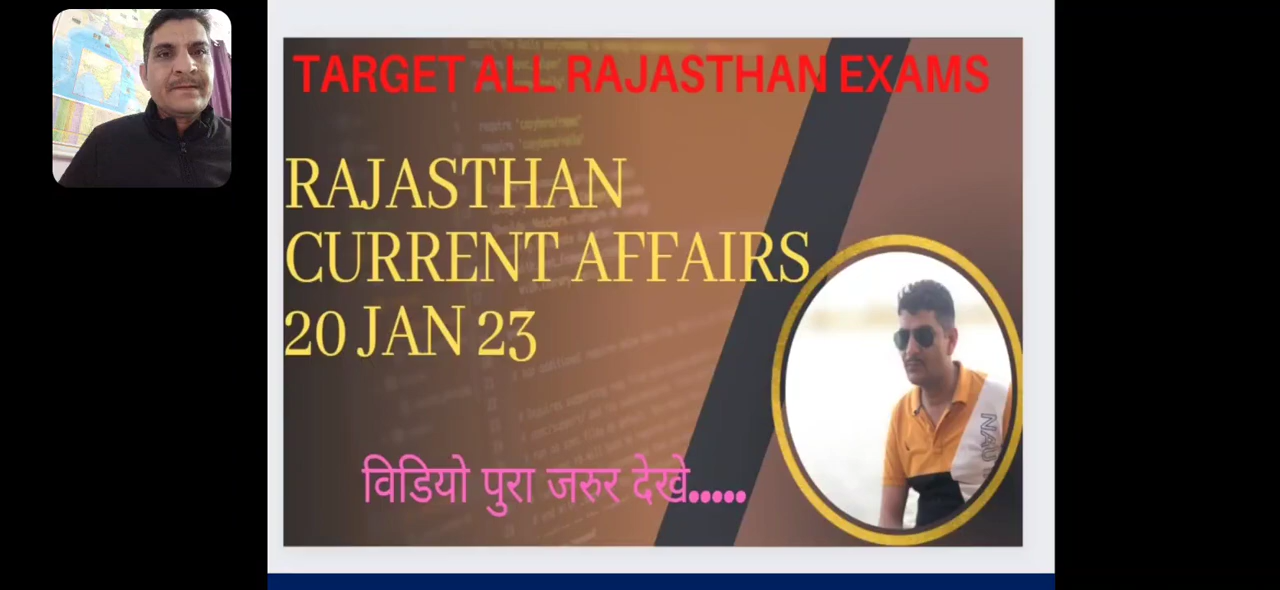 TARGET ALL RAJASTHAN EXAMS
RAJASTHAN
CURRENT AFFAIRS
20 JAN 23
विडियो पुरा जरुर देखे.....